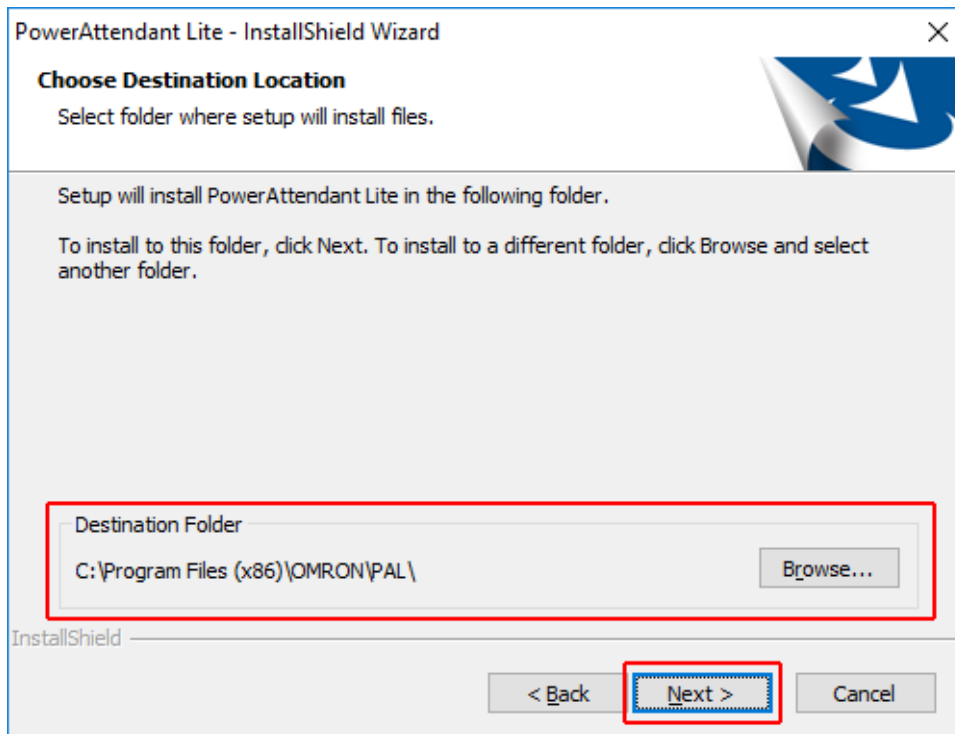 PowerAttendant Lite - InstallShield Wizard
Choose Destination Location
Select folder where setup will install files.
Setup will install PowerAttendant Lite in the following folder.
To install to this folder, click Next. To install to a different folder, click Browse and select
another folder.
Destination Folder
C:\Program Files (x86)\OMRON\PAL\
Browse...
InstallShield
< Back
Next >
Cancel